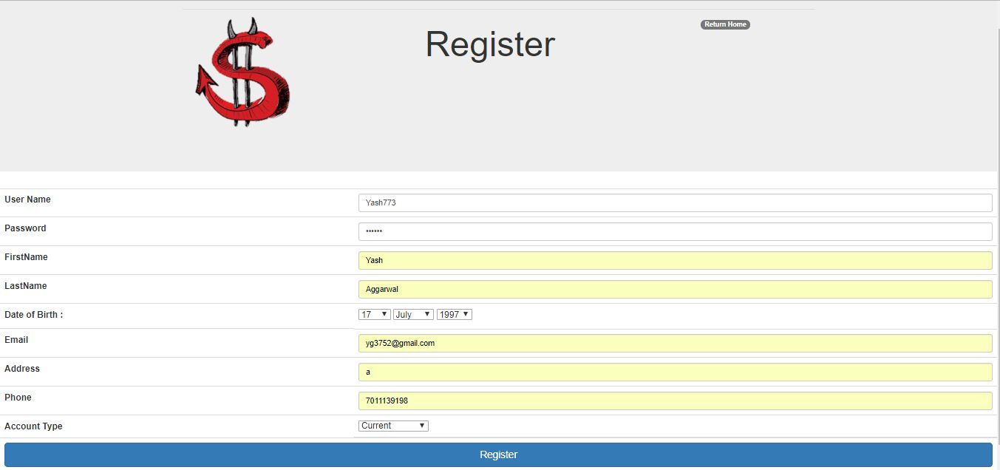 Register
Return Home
User Name
Yash773
Password
••••••
FirstName
Yash
LastName
Aggarwal
Date of Birth :
17 July 1997
Email
yg3752@gmail.com
Address
a
Phone
7011139198
Account Type
Current
Register